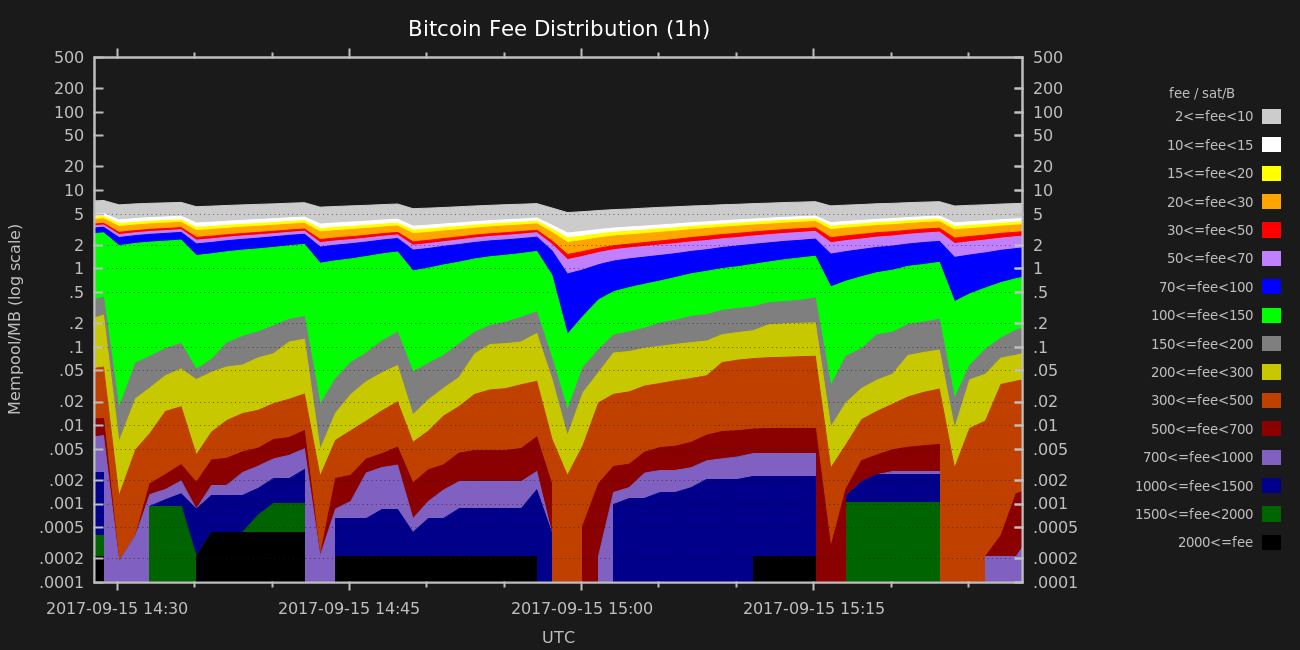 Bitcoin Fee Distribution (1h)
Mempool/MB (log scale)
500
200
100
50
20
10
5
2
1
.5
.2
.1
.05
.02
.01
.005
.002
.001
.0005
.0002
.0001
500
200
100
50
20
10
5
2
1
.5
.2
.1
.05
.02
.01
.005
.002
.001
.0005
.0002
.0001
2017-09-15 14:30 2017-09-15 14:45 2017-09-15 15:00 2017-09-15 15:15
UTC
fee / sat/B
2<=fee<10
10<=fee<15
15<=fee<20
20<=fee<30
30<=fee<50
50<=fee<70
70<=fee<100
100<=fee<150
150<=fee<200
200<=fee<300
300<=fee<500
500<=fee<700
700<=fee<1000
1000<=fee<1500
1500<=fee<2000
2000<=fee